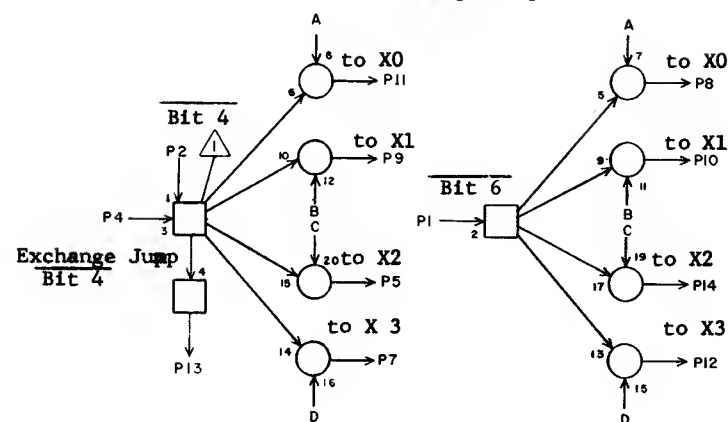 A
6 to X0
6 P11
Bit 4
1
P2
10 to X1
P9
12
1
P4
3
B
C
Exchange Jump
Bit 4
4
20 to X2
15 P5
P13
to X 3
14 P7
16
D
A
7 to X0
5 P8
to X1
9 P10
11
Bit 6
P1
2
B
C
19 to X2
17 P14
to X3
13 P12
15
D